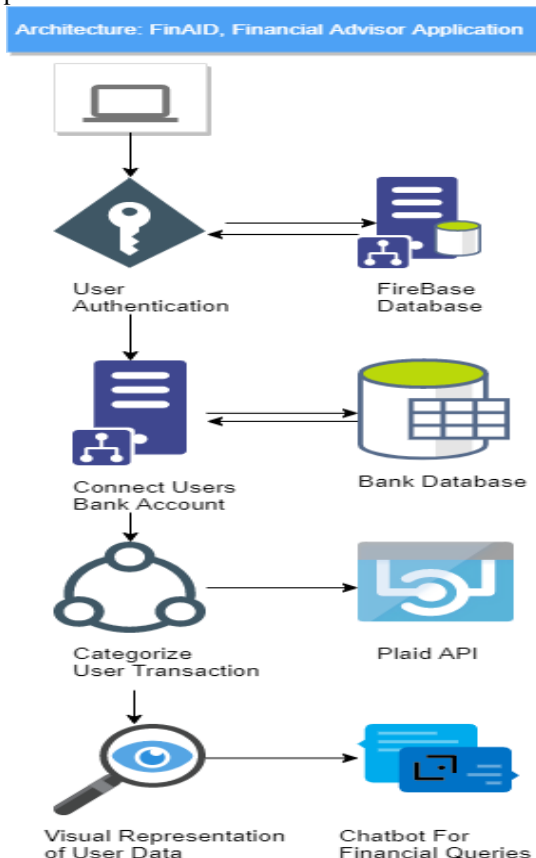 Architecture: FinAID, Financial Advisor Application
User
Authentication
FireBase
Database
Connect Users
Bank Account
Bank Database
Categorize
User Transaction
Plaid API
Visual Representation
of User Data
Chatbot For
Financial Queries